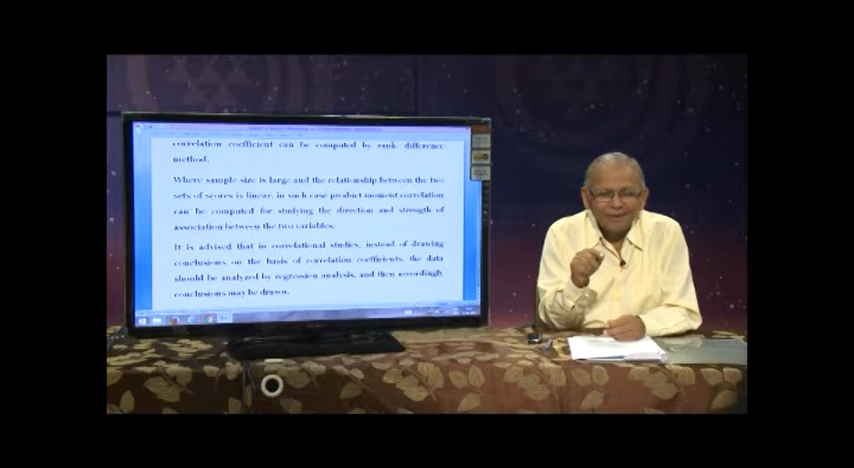 correlation coefficient can be computed by rank difference
method.
Where sample size is large and the relationship between the two
sets of scores is linear, in such case product moment correlation
can be computed for studying the direction and strength of
association between the two variables.
It is advised that in correlational studies, instead of drawing
conclusions on the basis of correlation coefficients, the data
should be analyzed by regression analysis, and then accordingly
conclusions may be drawn.